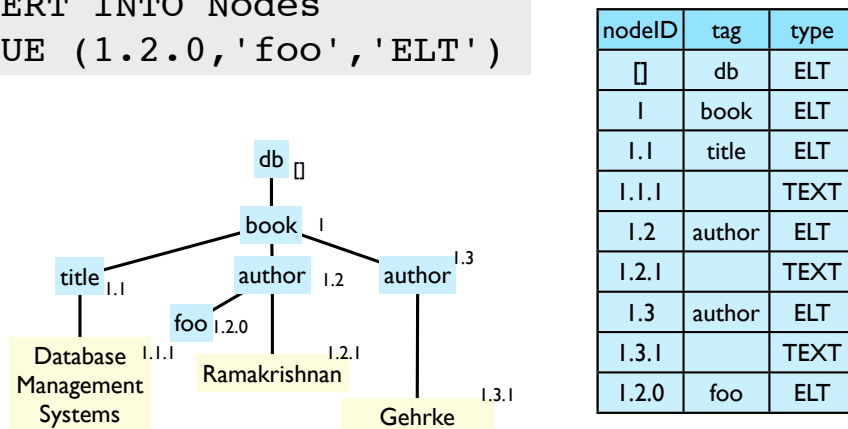 ERT INTO Nodes
UE (1.2.0,'foo','ELT')
db []
book 1
title 1.1
author 1.2
author 1.3
foo 1.2.0
Database 1.1.1
Management
Systems
Ramakrishnan 1.2.1
Gehrke 1.3.1
nodeID tag type
[] db ELT
1 book ELT
1.1 title ELT
1.1.1 TEXT
1.2 author ELT
1.2.1 TEXT
1.3 author ELT
1.3.1 TEXT
1.2.0 foo ELT